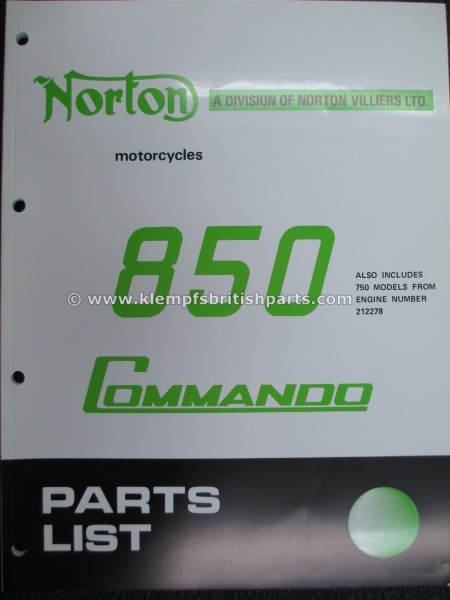 Norton
A DIVISION OF NORTON VILLIERS LTD.
motorcycles
850
ALSO INCLUDES
750 MODELS FROM
ENGINE NUMBER
212278
© www.klempfsbritishparts.com
COMMANDO
PARTS
LIST